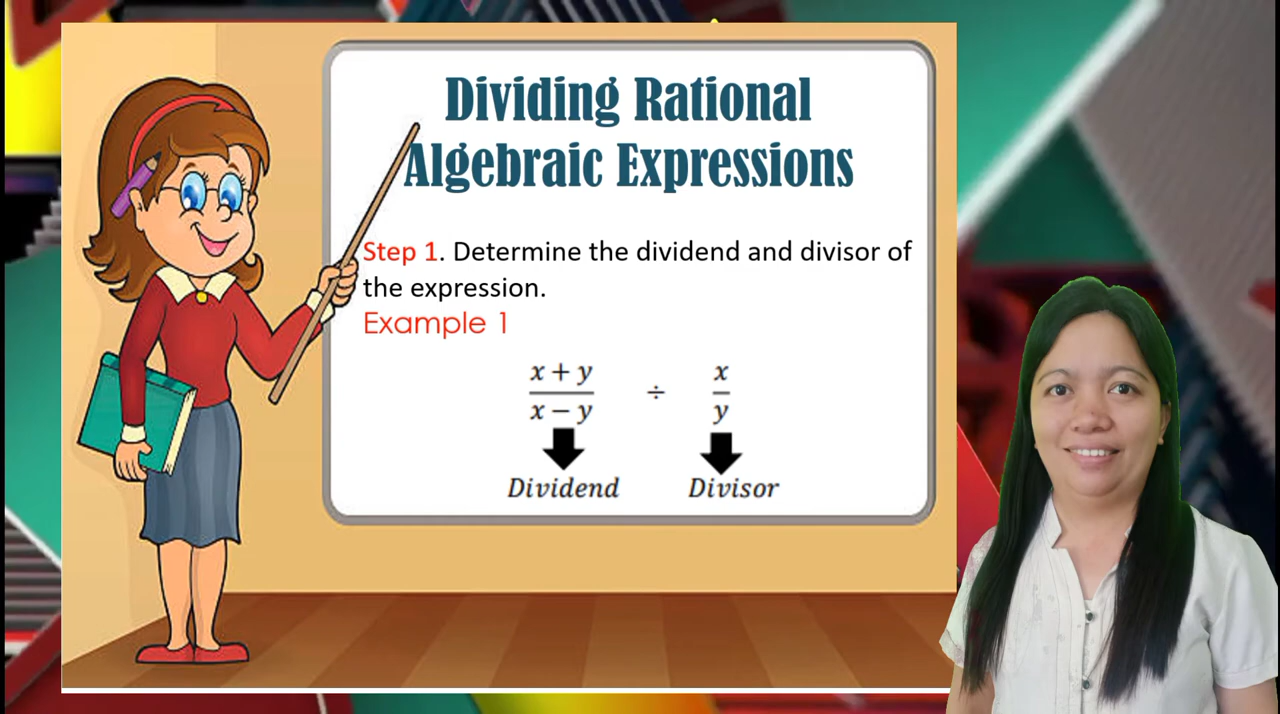 Dividing Rational
Algebraic Expressions
Step 1. Determine the dividend and divisor of
the expression.
Example 1
x + y / x − y ÷ x / y
Dividend Divisor